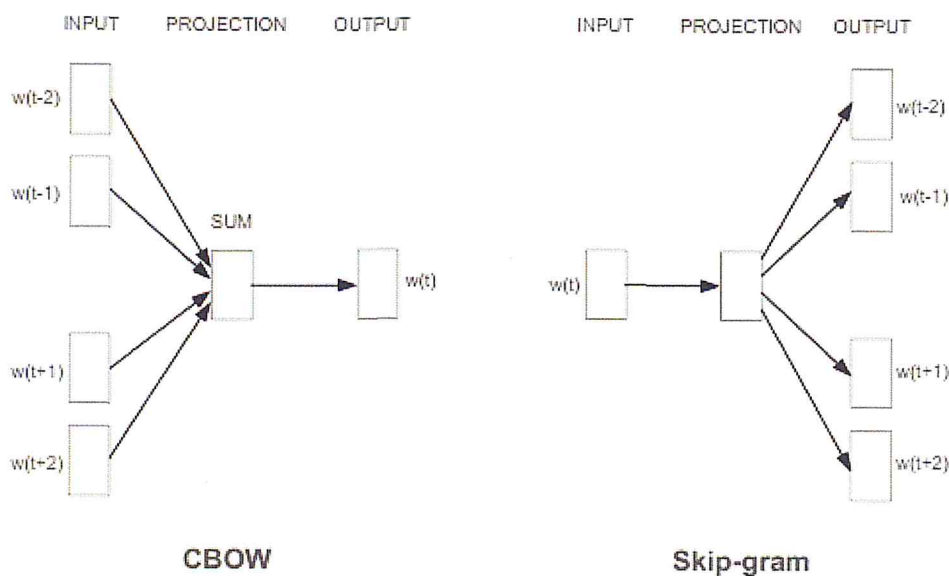 INPUT PROJECTION OUTPUT
w(t-2)
w(t-1)
SUM
w(t)
w(t+1)
w(t+2)
CBOW
INPUT PROJECTION OUTPUT
w(t-2)
w(t-1)
w(t)
w(t+1)
w(t+2)
Skip-gram